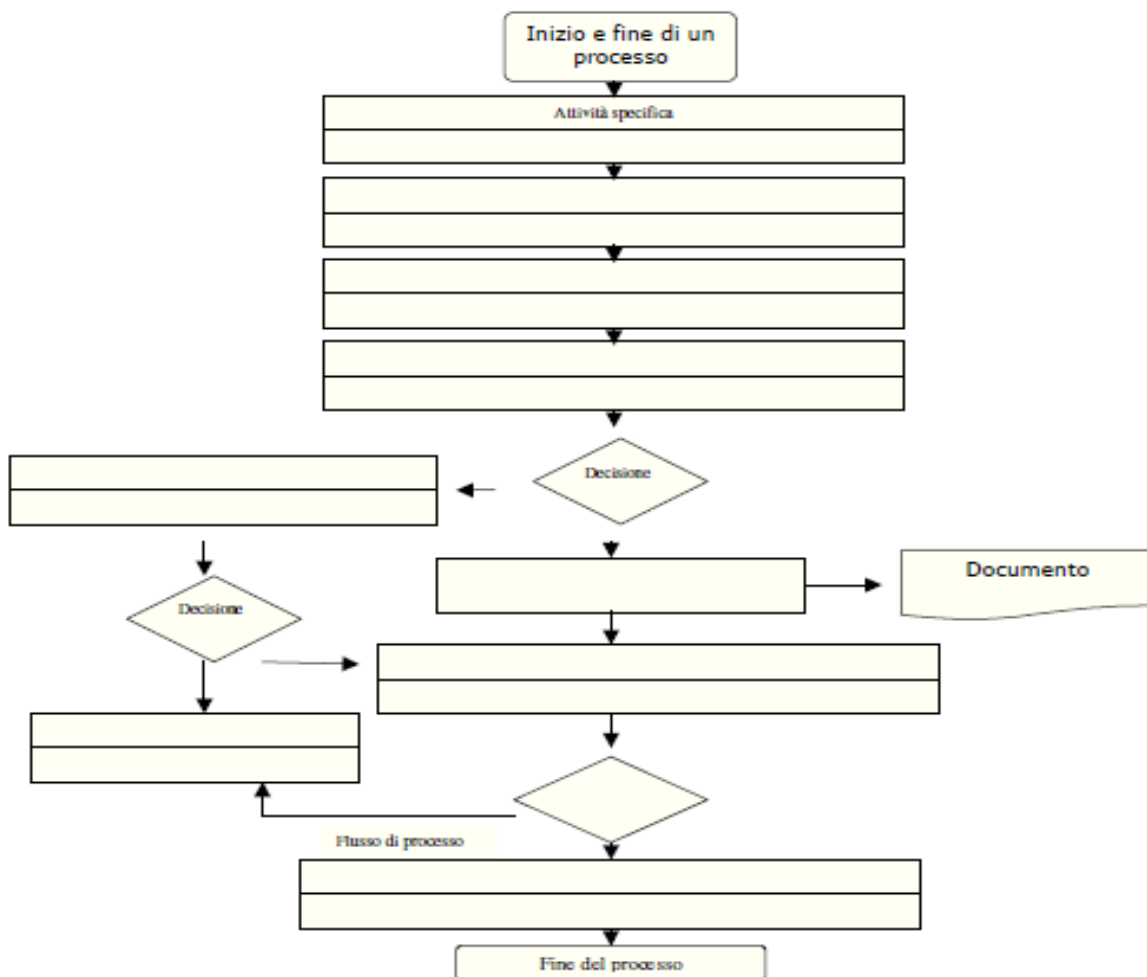 Inizio e fine di un
processo
Attività specifica
Decisione
Documento
Decisione
Flusso di processo
Fine del processo